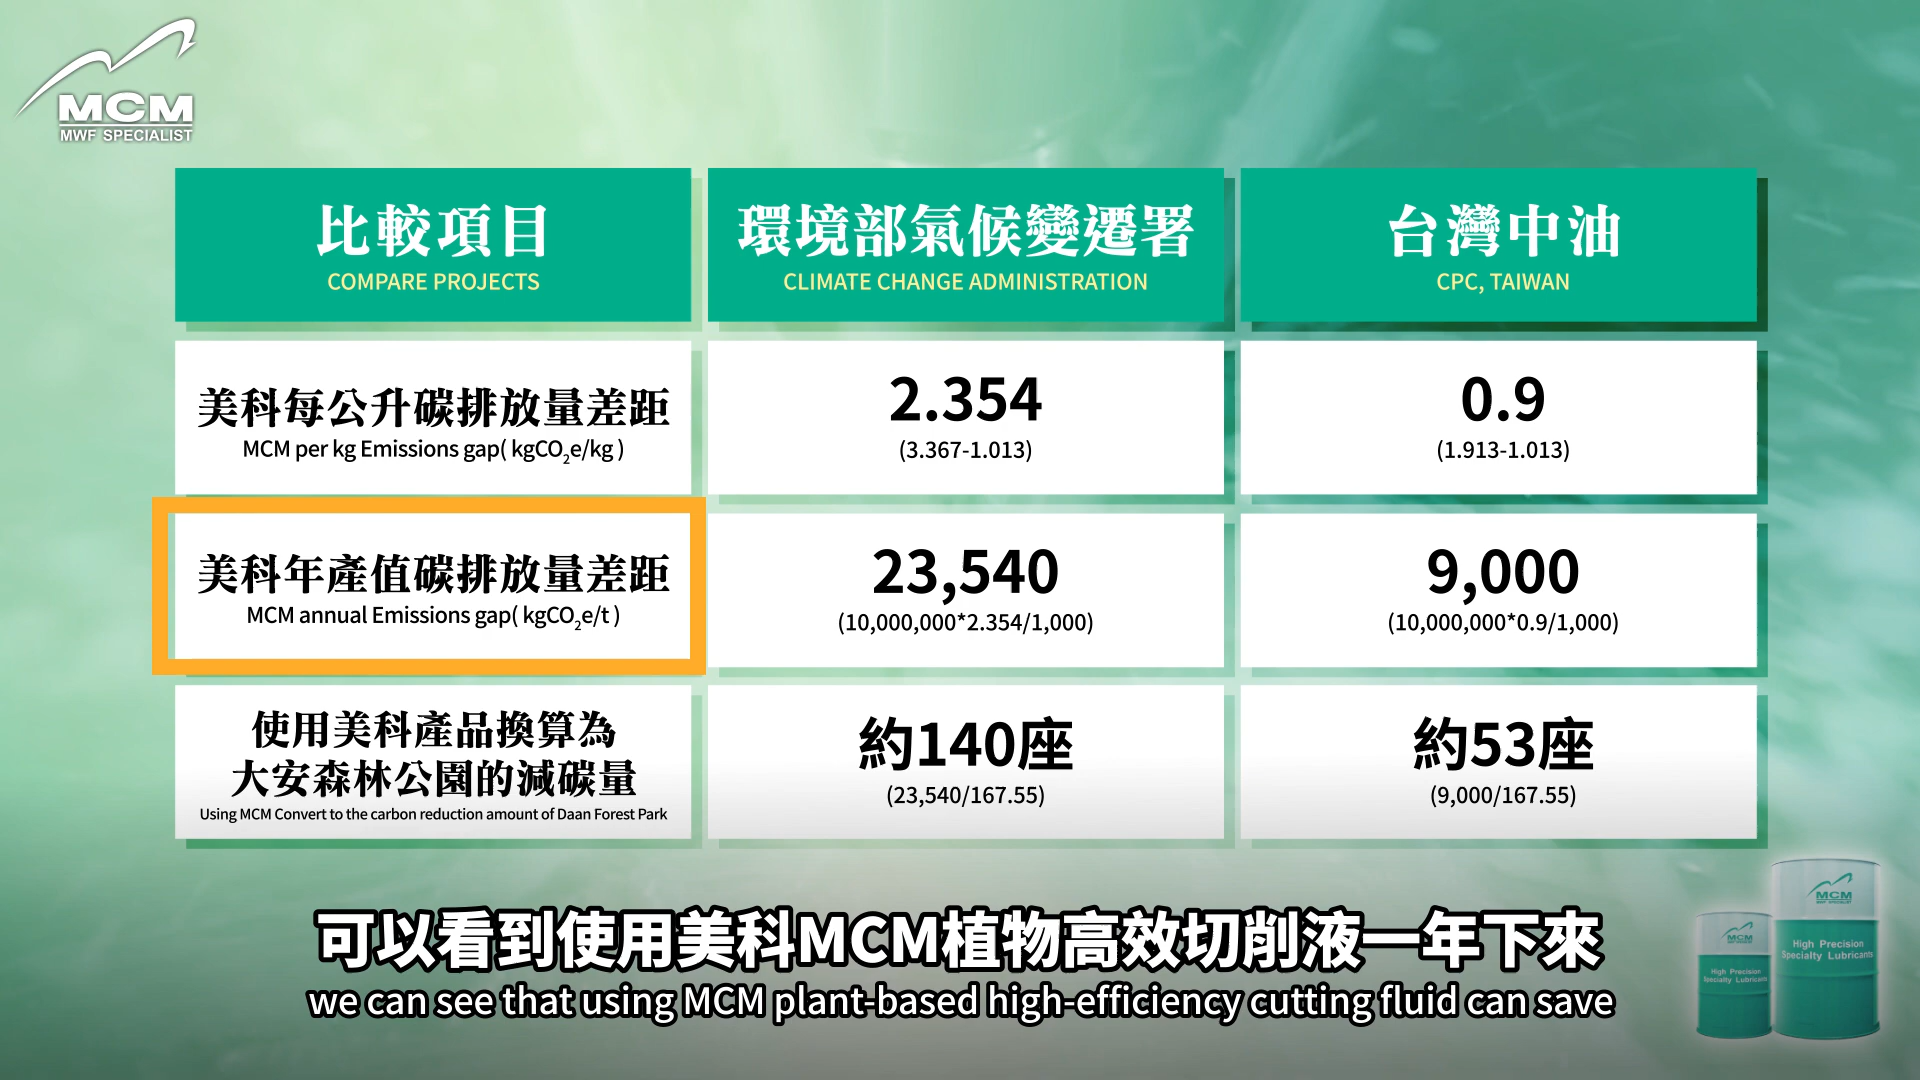 MCM
MWF SPECIALIST
比較項目
COMPARE PROJECTS
環境部氣候變遷署
CLIMATE CHANGE ADMINISTRATION
台灣中油
CPC, TAIWAN
美科每公升碳排放量差距
MCM per kg Emissions gap( kgCO₂e/kg )
2.354
(3.367-1.013)
0.9
(1.913-1.013)
美科年產值碳排放量差距
MCM annual Emissions gap( kgCO₂e/t )
23,540
(10,000,000*2.354/1,000)
9,000
(10,000,000*0.9/1,000)
使用美科產品換算為
大安森林公園的減碳量
Using MCM Convert to the carbon reduction amount of Daan Forest Park
約140座
(23,540/167.55)
約53座
(9,000/167.55)
可以看到使用美科MCM植物高效切削液一年下來
we can see that using MCM plant-based high-efficiency cutting fluid can save
MCM
High Precision
Specialty Lubricants
MCM
High Precision
Specialty Lubricants